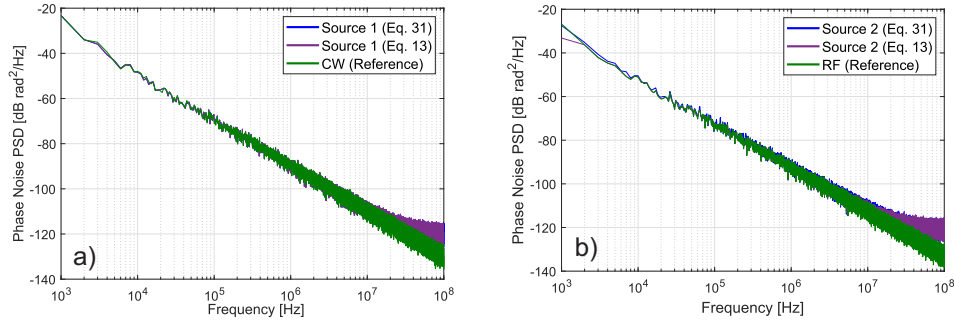 -20
-40
-60
-80
-100
-120
-140
Phase Noise PSD [dB rad²/Hz]
Source 1 (Eq. 31)
Source 1 (Eq. 13)
CW (Reference)
a)
10³ 10⁴ 10⁵ 10⁶ 10⁷ 10⁸
Frequency [Hz]
-20
-40
-60
-80
-100
-120
-140
Phase Noise PSD [dB rad²/Hz]
Source 2 (Eq. 31)
Source 2 (Eq. 13)
RF (Reference)
b)
10³ 10⁴ 10⁵ 10⁶ 10⁷ 10⁸
Frequency [Hz]